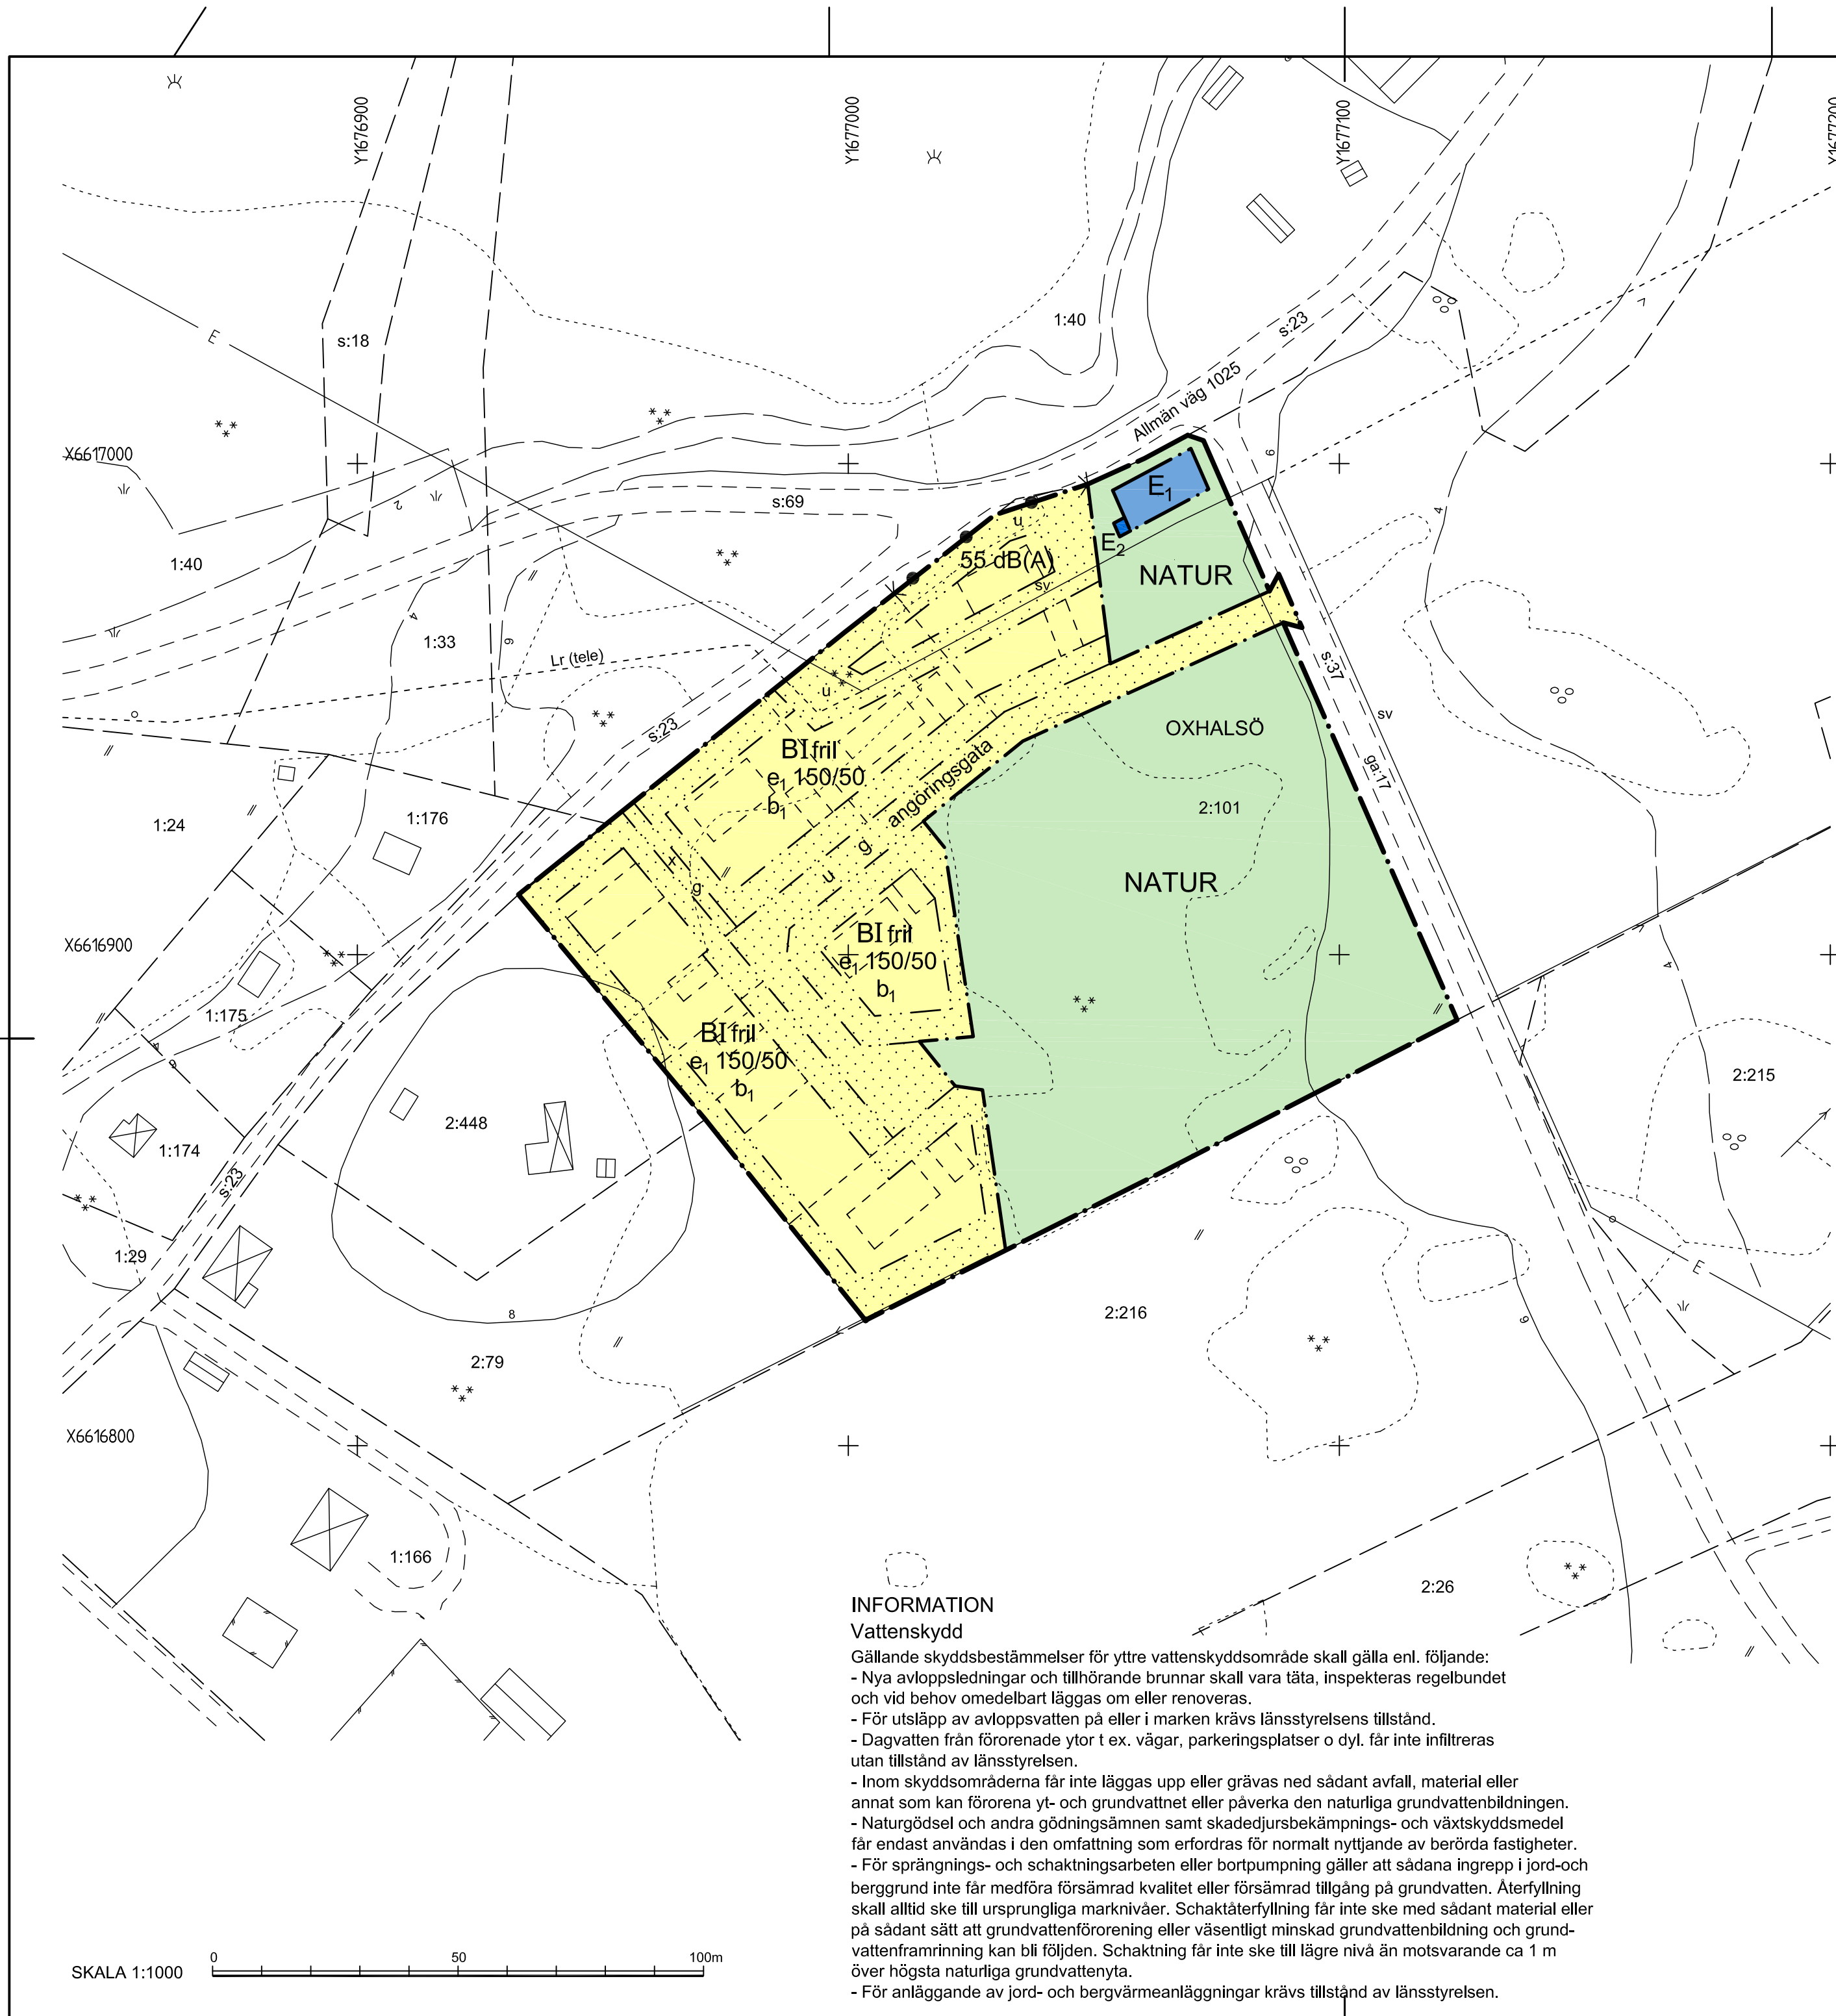 Y1676900
Y1677000
Y1677100
Y1677200
E
s:18
1:40
s:23
Allmän väg 1025
X6617000
2
s:69
6
4
1:40
E1
E2
u
55 dB(A)
sv
NATUR
4
1:33
6
Lr (tele)
s:37
u
s:23
sv
OXHALSÖ
BI fril
e1 150/50
b1
angöringsgata
ga:17
2:101
1:24
1:176
g
u
g
NATUR
X6616900
BI fril
e1 150/50
b1
4
1:175
BI fril
e1 150/50
b1
4
6
2:448
2:215
1:174
s:23
1:29
E
8
2:216
6
2:79
X6616800
1:166
2:26
INFORMATION
Vattenskydd
Gällande skyddsbestämmelser för yttre vattenskyddsområde skall gälla enl. följande:
- Nya avloppsledningar och tillhörande brunnar skall vara täta, inspekteras regelbundet
och vid behov omedelbart läggas om eller renoveras.
- För utsläpp av avloppsvatten på eller i marken krävs länsstyrelsens tillstånd.
- Dagvatten från förorenade ytor t ex. vägar, parkeringsplatser o dyl. får inte infiltreras
utan tillstånd av länsstyrelsen.
- Inom skyddsområderna får inte läggas upp eller grävas ned sådant avfall, material eller
annat som kan förorena yt- och grundvattnet eller påverka den naturliga grundvattenbildningen.
- Naturgödsel och andra gödningsämnen samt skadedjursbekämpnings- och växtskyddsmedel
får endast användas i den omfattning som erfordras för normalt nyttjande av berörda fastigheter.
- För sprängnings- och schaktningsarbeten eller bortpumpning gäller att sådana ingrepp i jord-och
berggrund inte får medföra försämrad kvalitet eller försämrad tillgång på grundvatten. Återfyllning
skall alltid ske till ursprungliga marknivåer. Schaktåterfyllning får inte ske med sådant material eller
på sådant sätt att grundvattenförorening eller väsentligt minskad grundvattenbildning och grund-
vattenframrinning kan bli följden. Schaktning får inte ske till lägre nivå än motsvarande ca 1 m
över högsta naturliga grundvattenyta.
- För anläggande av jord- och bergvärmeanläggningar krävs tillstånd av länsstyrelsen.
SKALA 1:1000
0 50 100m